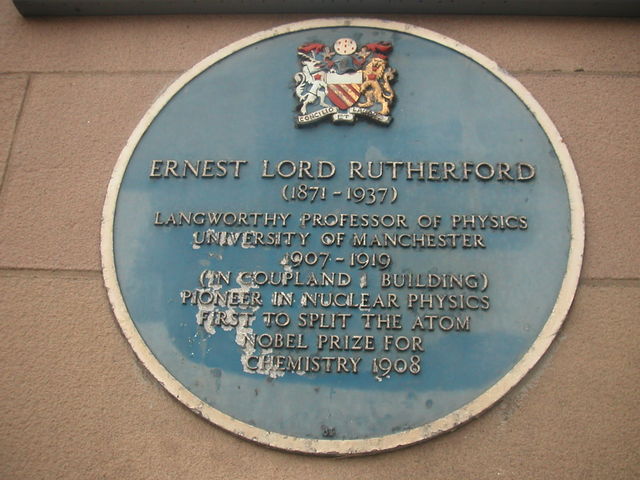 CONCILIO ET LABORE
ERNEST LORD RUTHERFORD
(1871-1937)
LANGWORTHY PROFESSOR OF PHYSICS
UNIVERSITY OF MANCHESTER
1907-1919
(IN COUPLAND 1 BUILDING)
PIONEER IN NUCLEAR PHYSICS
FIRST TO SPLIT THE ATOM
NOBEL PRIZE FOR
CHEMISTRY 1908